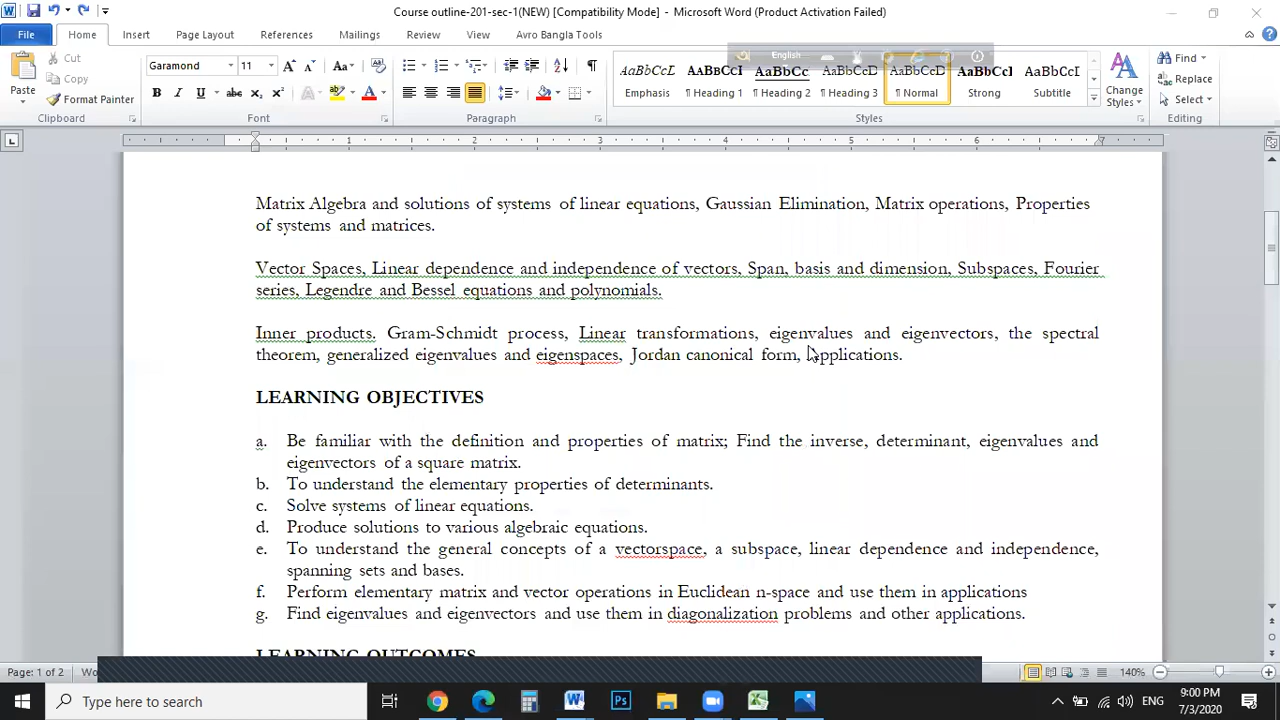 Course outline-201-sec-1(NEW) [Compatibility Mode] - Microsoft Word (Product Activation Failed)
File Home Insert Page Layout References Mailings Review View Avro Bangla Tools
English
Paste
Cut
Copy
Format Painter
Clipboard
Garamond 11
Font
Paragraph
AaBbCcL AaBbCcI AaBbCc AaBbCcD AaBbCcD AaBbCcI AaBbCcD
Emphasis ¶ Heading 1 ¶ Heading 2 ¶ Heading 3 ¶ Normal Strong Subtitle
Styles
Change Styles
Find
Replace
Select
Editing
1 2 3 4 5 6 7
Matrix Algebra and solutions of systems of linear equations, Gaussian Elimination, Matrix operations, Properties
of systems and matrices.
Vector Spaces, Linear dependence and independence of vectors, Span, basis and dimension, Subspaces, Fourier
series, Legendre and Bessel equations and polynomials.
Inner products. Gram-Schmidt process, Linear transformations, eigenvalues and eigenvectors, the spectral
theorem, generalized eigenvalues and eigenspaces, Jordan canonical form, Applications.
LEARNING OBJECTIVES
a. Be familiar with the definition and properties of matrix; Find the inverse, determinant, eigenvalues and
eigenvectors of a square matrix.
b. To understand the elementary properties of determinants.
c. Solve systems of linear equations.
d. Produce solutions to various algebraic equations.
e. To understand the general concepts of a vectorspace, a subspace, linear dependence and independence,
spanning sets and bases.
f. Perform elementary matrix and vector operations in Euclidean n-space and use them in applications
g. Find eigenvalues and eigenvectors and use them in diagonalization problems and other applications.
LEARNING OUTCOMES
Page: 1 of 2 140%
Type here to search
ENG
9:00 PM
7/3/2020